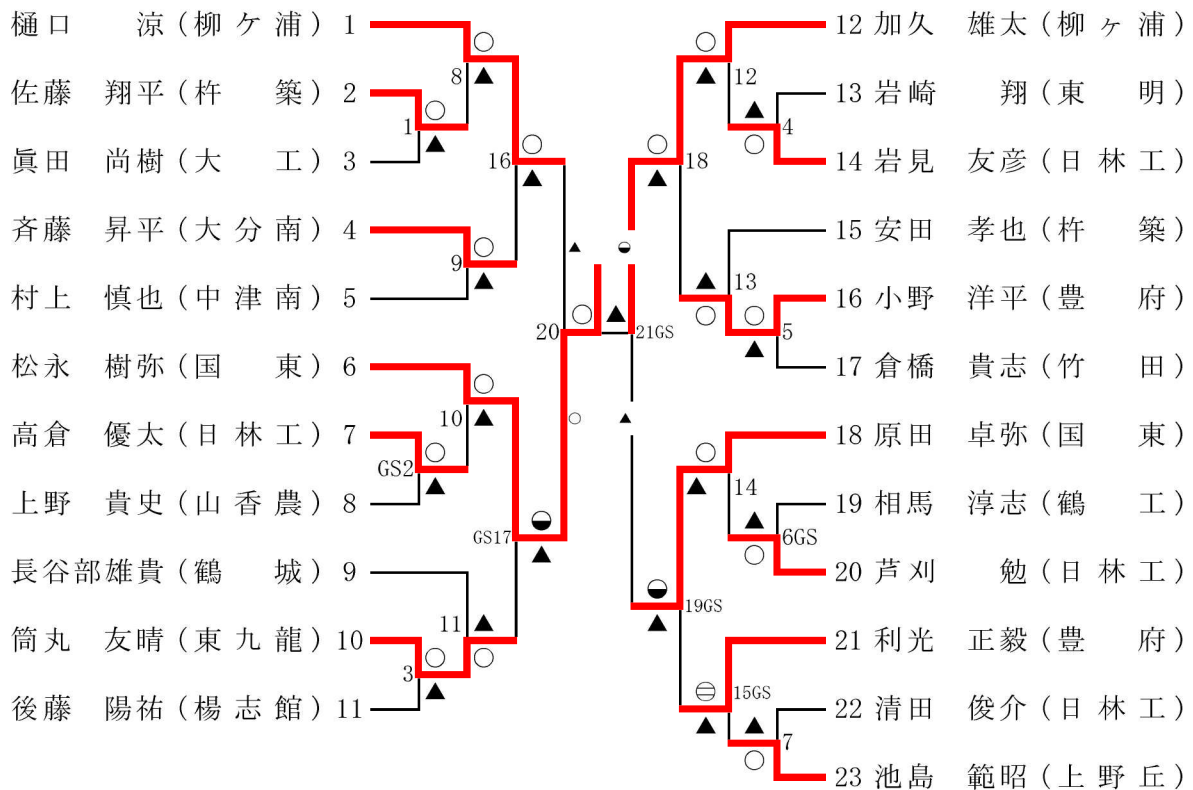 樋口 涼(柳ケ浦) 1
佐藤 翔平(杵 築) 2
眞田 尚樹(大 工) 3
斉藤 昇平(大分南) 4
村上 慎也(中津南) 5
松永 樹弥(国 東) 6
高倉 優太(日林工) 7
上野 貴史(山香農) 8
長谷部雄貴(鶴 城) 9
筒丸 友晴(東九龍) 10
後藤 陽祐(楊志館) 11
8
1
16
9
20
10
GS2
GS17
11
3
12
4
18
13
5
21GS
14
6GS
19GS
15GS
7
12 加久 雄太(柳ヶ浦)
13 岩崎 翔(東 明)
14 岩見 友彦(日林工)
15 安田 孝也(杵 築)
16 小野 洋平(豊 府)
17 倉橋 貴志(竹 田)
18 原田 卓弥(国 東)
19 相馬 淳志(鶴 工)
20 芦刈 勉(日林工)
21 利光 正毅(豊 府)
22 清田 俊介(日林工)
23 池島 範昭(上野丘)